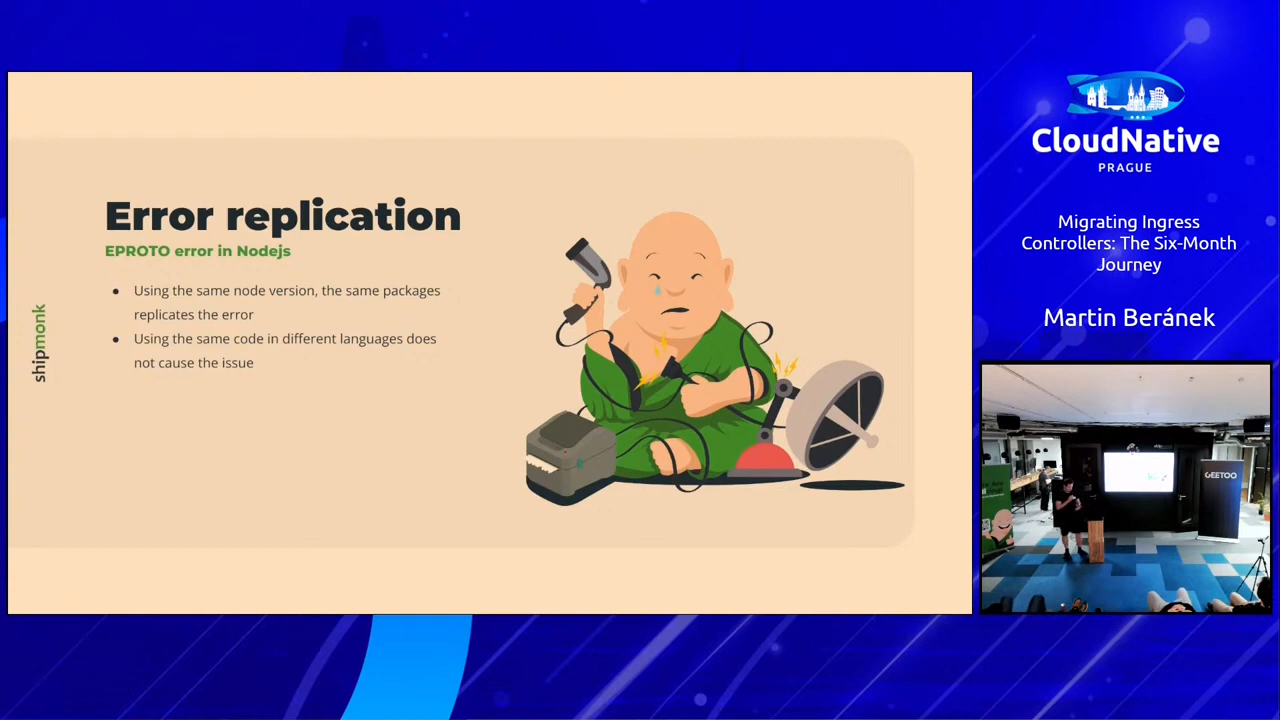 Error replication
EPROTO error in Nodejs
● Using the same node version, the same packages
replicates the error
● Using the same code in different languages does
not cause the issue
shipmonk
CloudNative
PRAGUE
Migrating Ingress
Controllers: The Six-Month
Journey
Martin Beránek
GEETOO